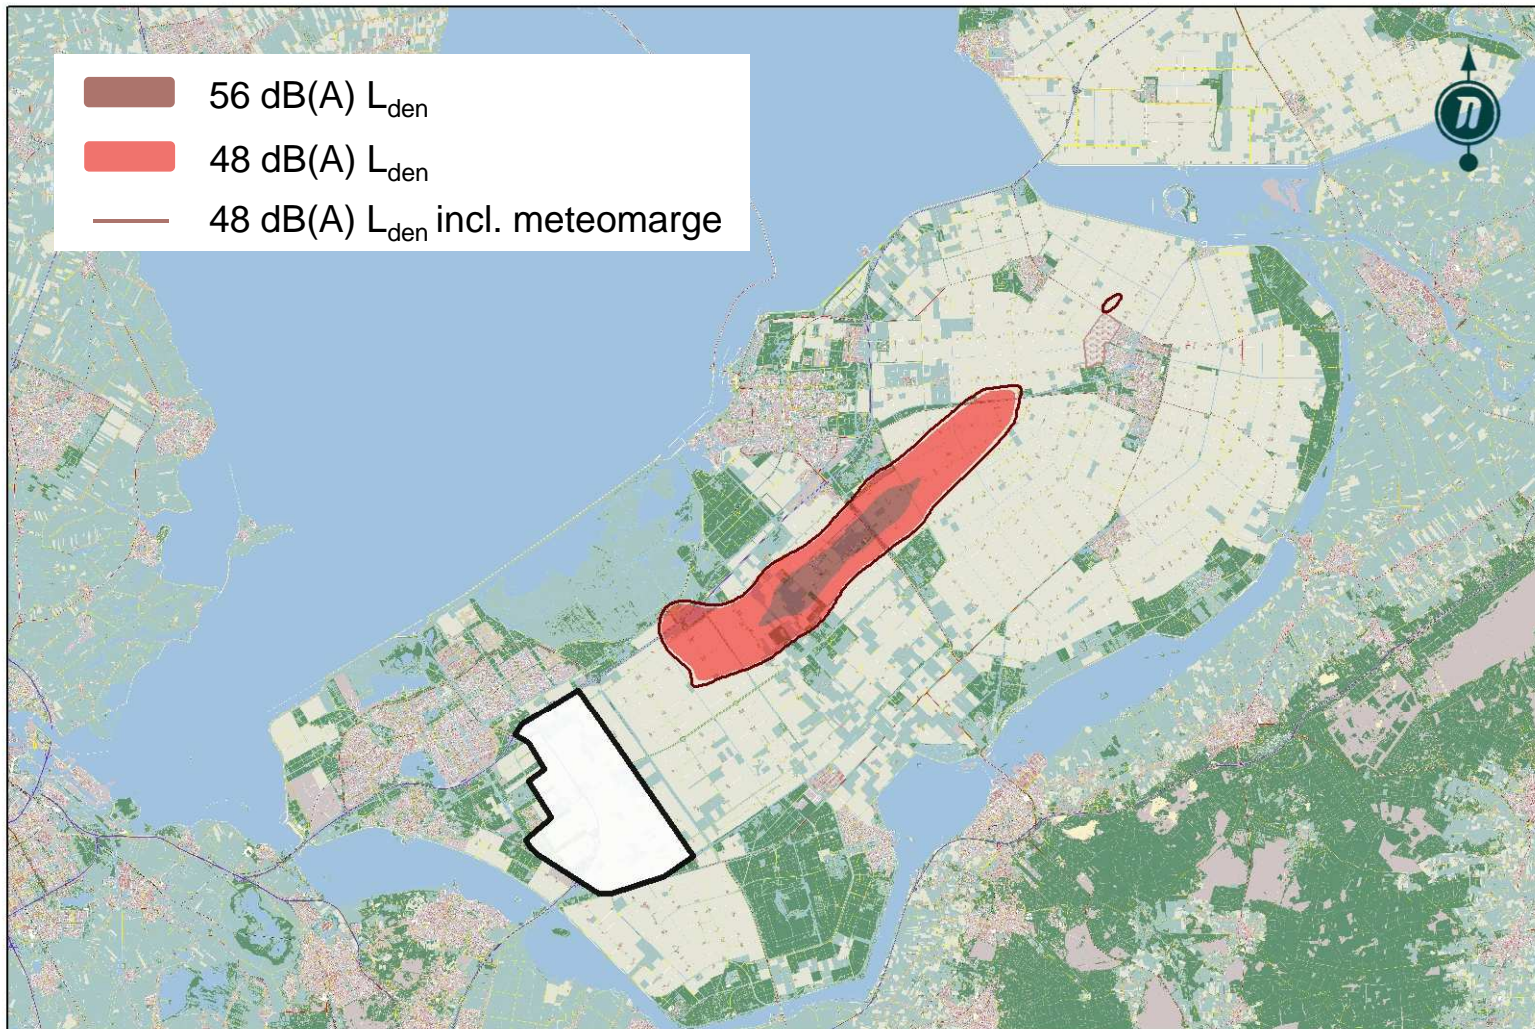 56 dB(A) Lden
48 dB(A) Lden
48 dB(A) Lden incl. meteomarge
n